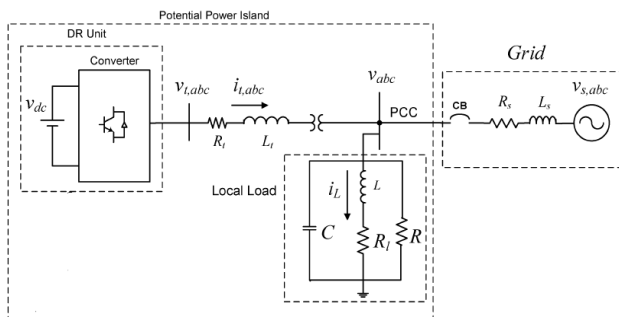 Potential Power Island
DR Unit
Converter
v_dc
v_t,abc
i_t,abc
R_t
L_t
v_abc
PCC
Grid
CB
R_s
L_s
v_s,abc
Local Load
i_L
L
C
R_l
R